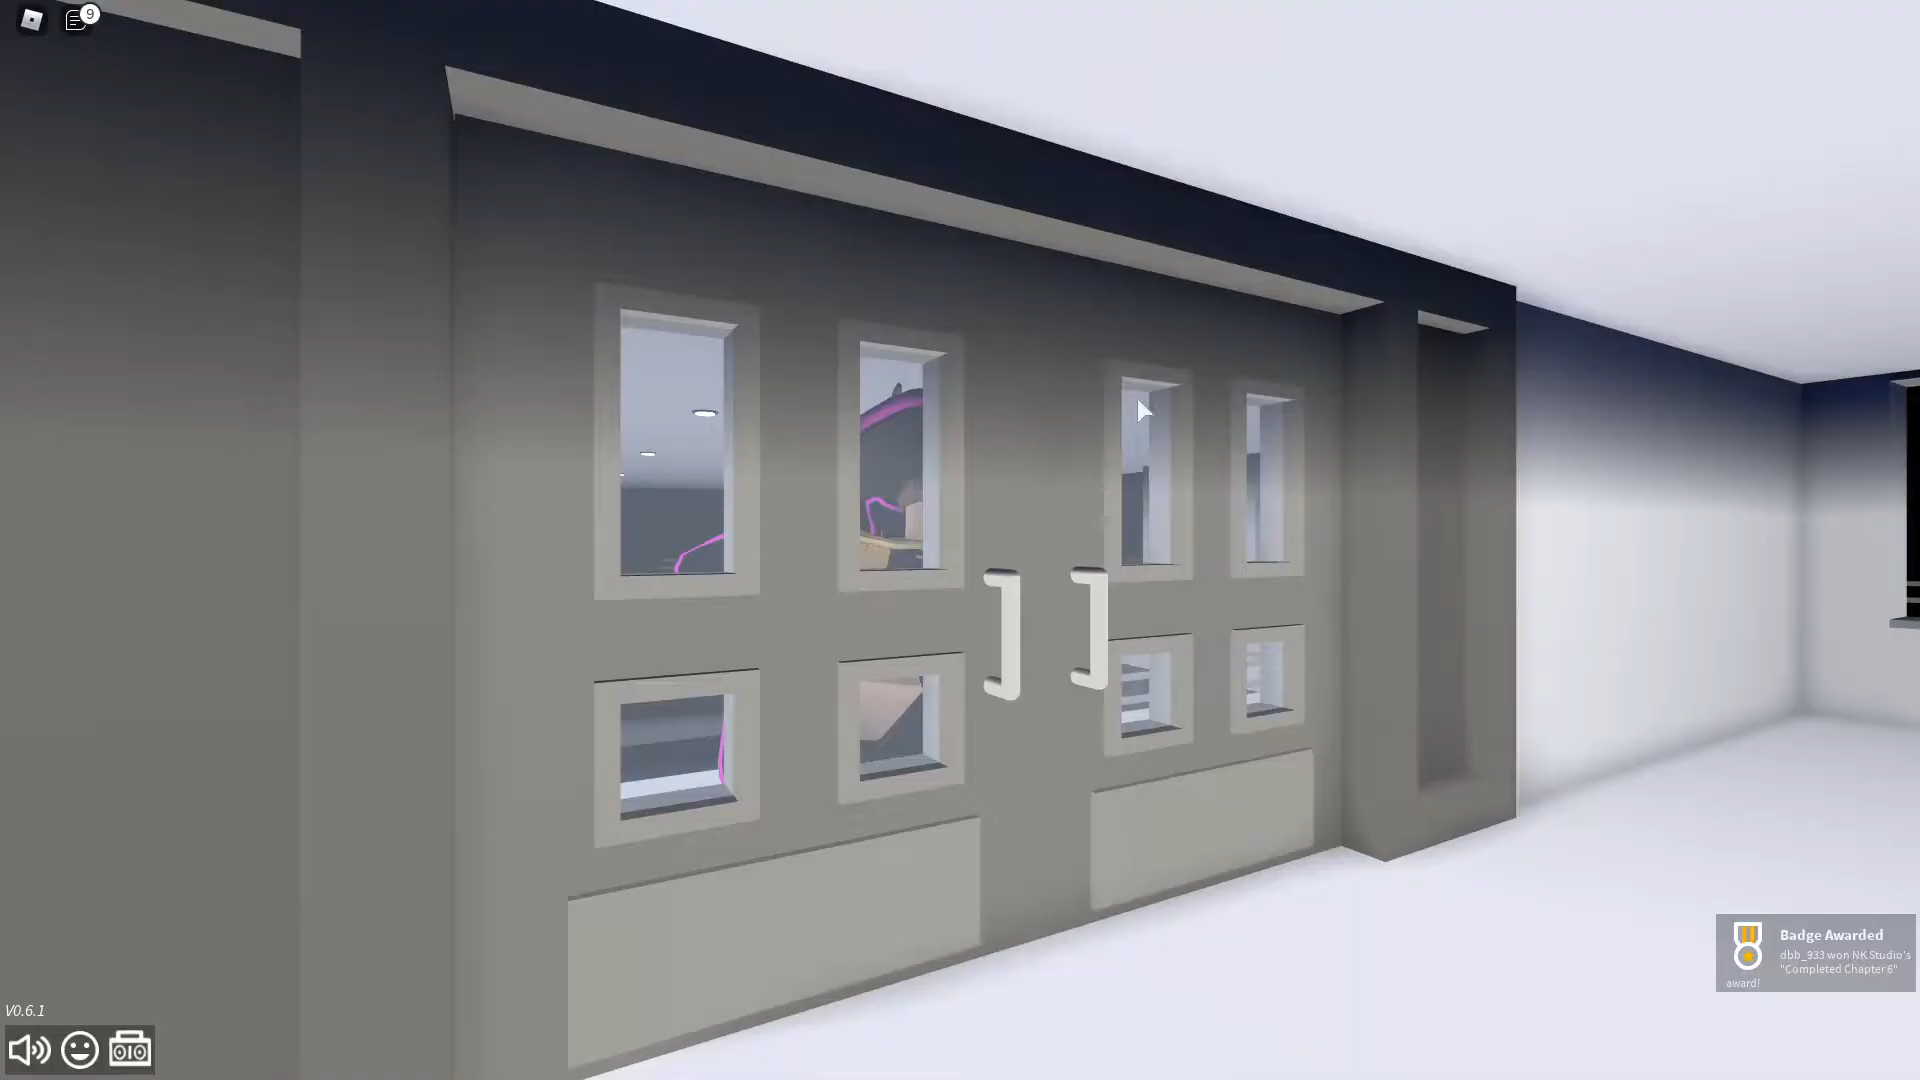 9
Badge Awarded
dbb_933 won NK.Studio's
"Completed Chapter 6"
award!
V0.6.1